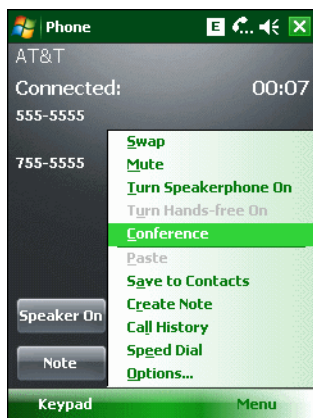 Phone E
AT&T
Connected: 00:07
555-5555
755-5555
Swap
Mute
Turn Speakerphone On
Turn Hands-free On
Conference
Paste
Save to Contacts
Create Note
Call History
Speed Dial
Options...
Speaker On
Note
Keypad Menu